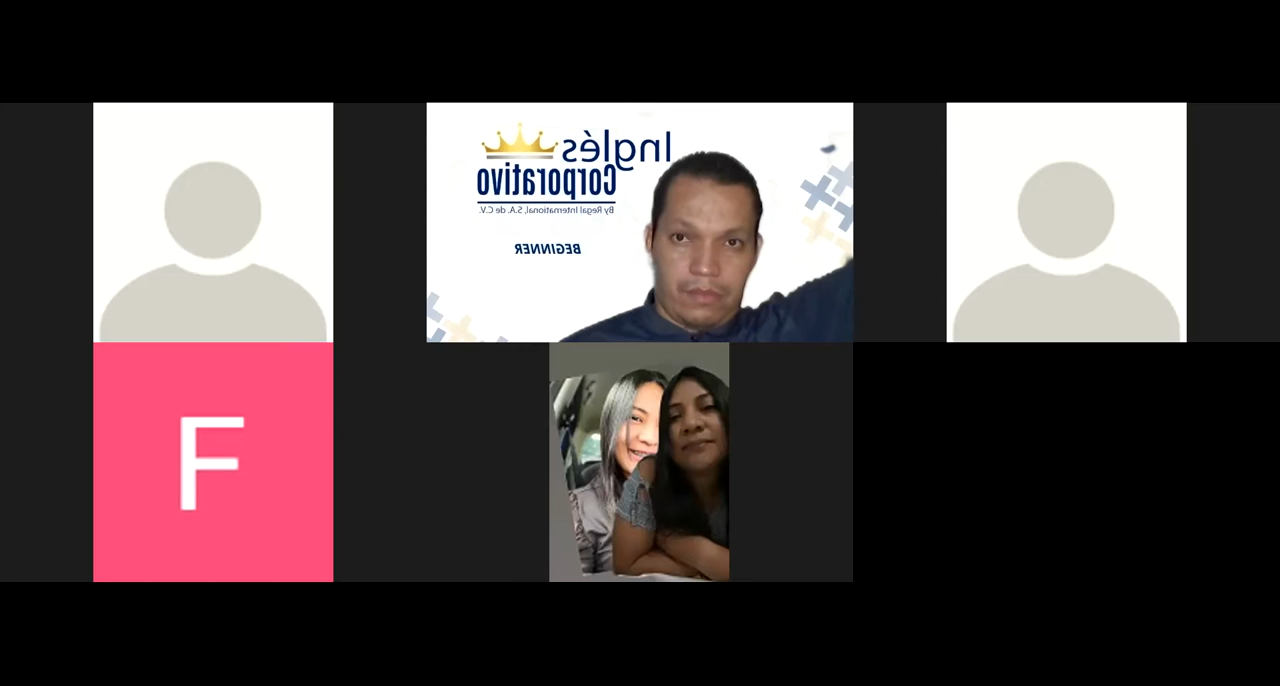 Inglés
Corporativo
By Regal International, S.A. de C.V.
BEGINNER
F